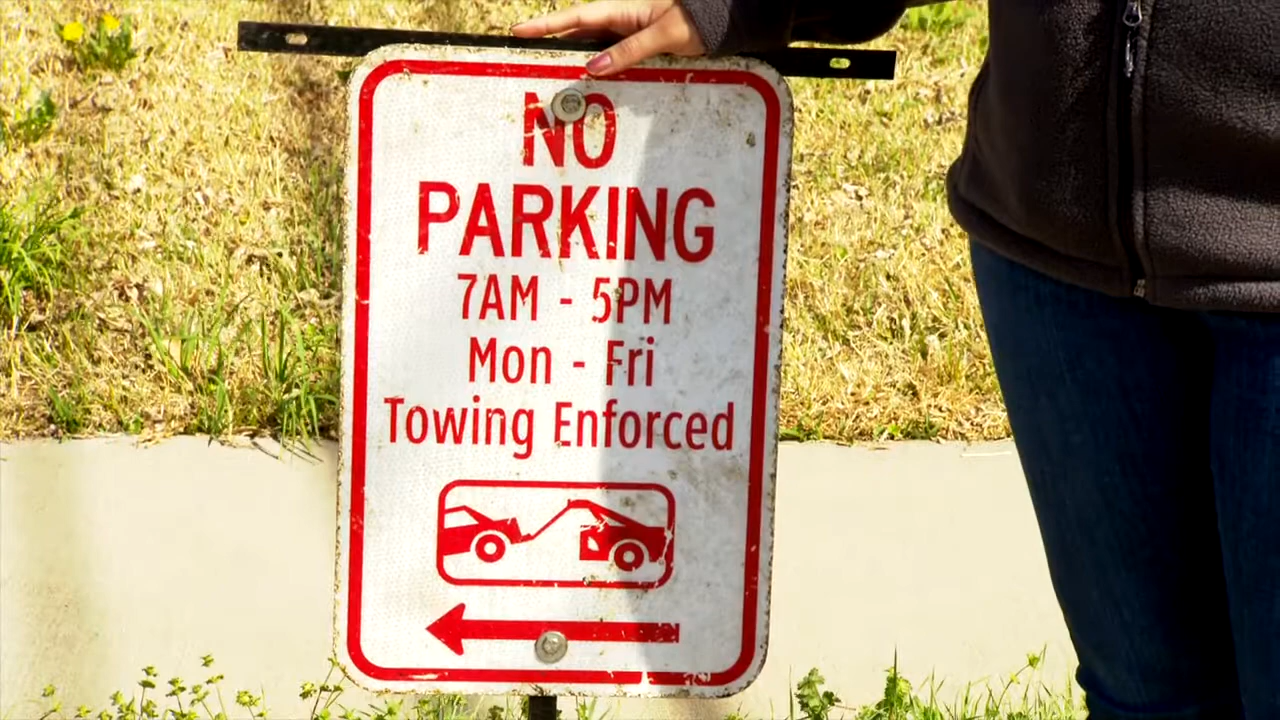 NO
PARKING
7AM - 5PM
Mon - Fri
Towing Enforced